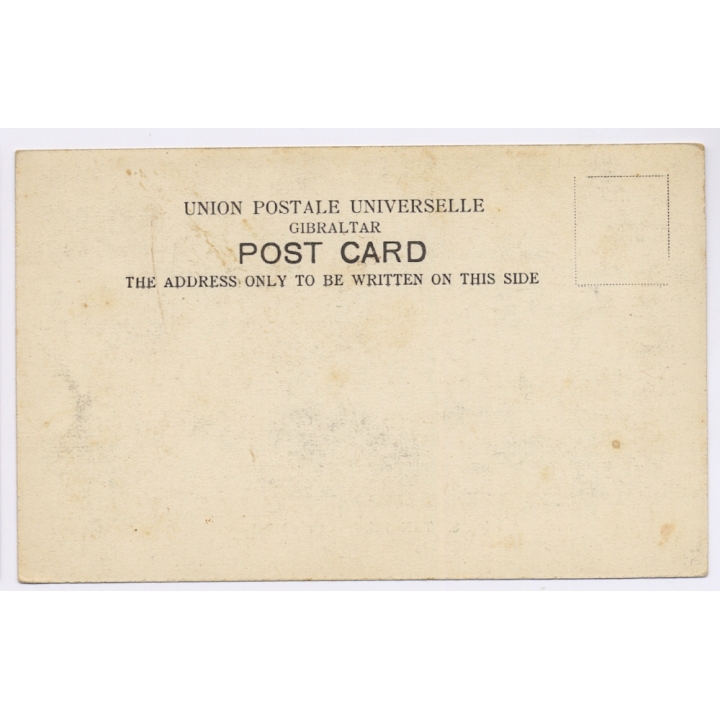 UNION POSTALE UNIVERSELLE
GIBRALTAR
POST CARD
THE ADDRESS ONLY TO BE WRITTEN ON THIS SIDE